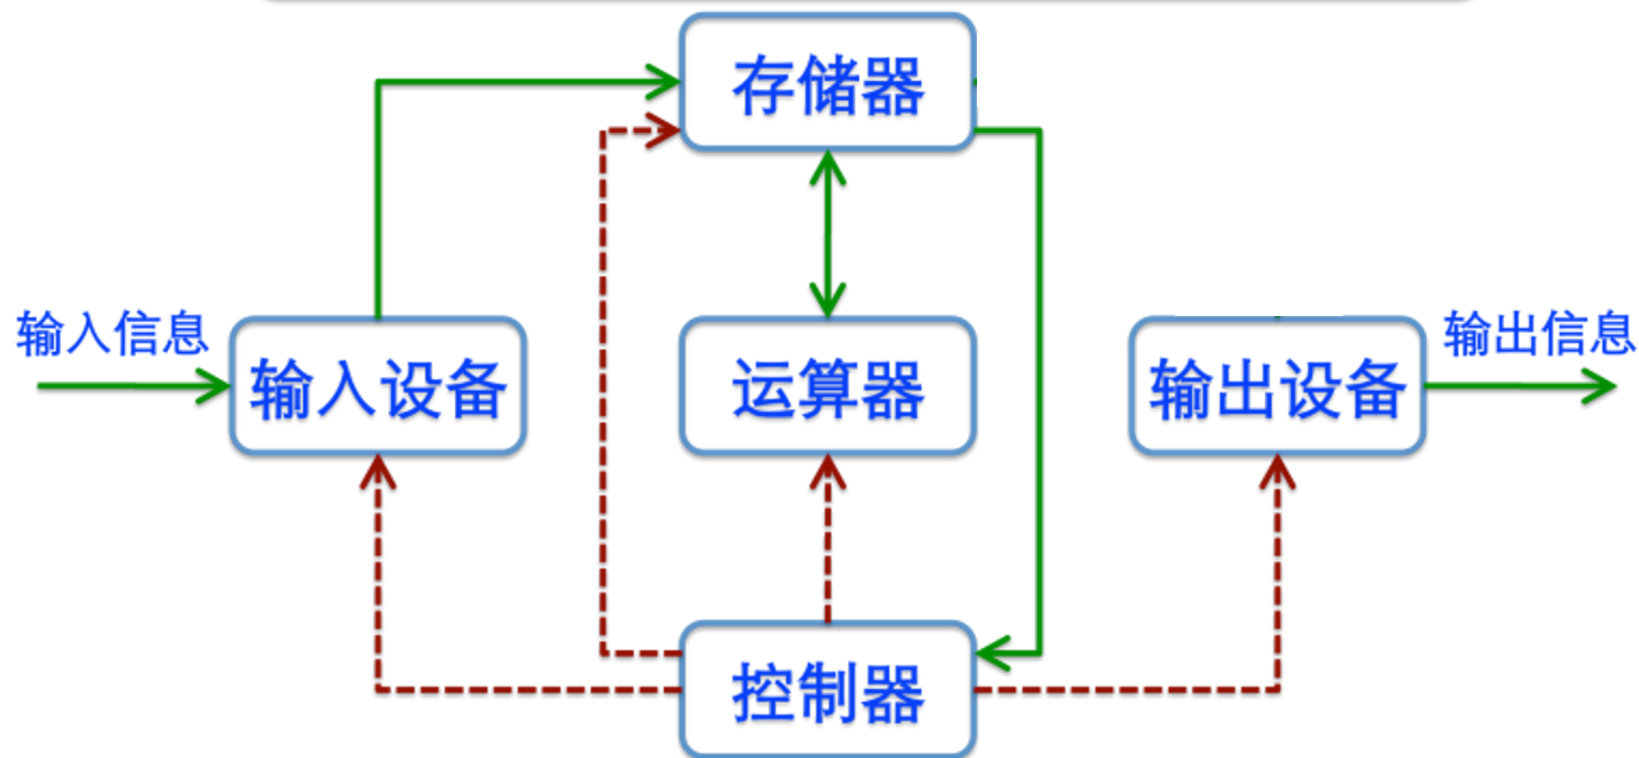 存储器
输入信息
输入设备
运算器
输出设备
输出信息
控制器